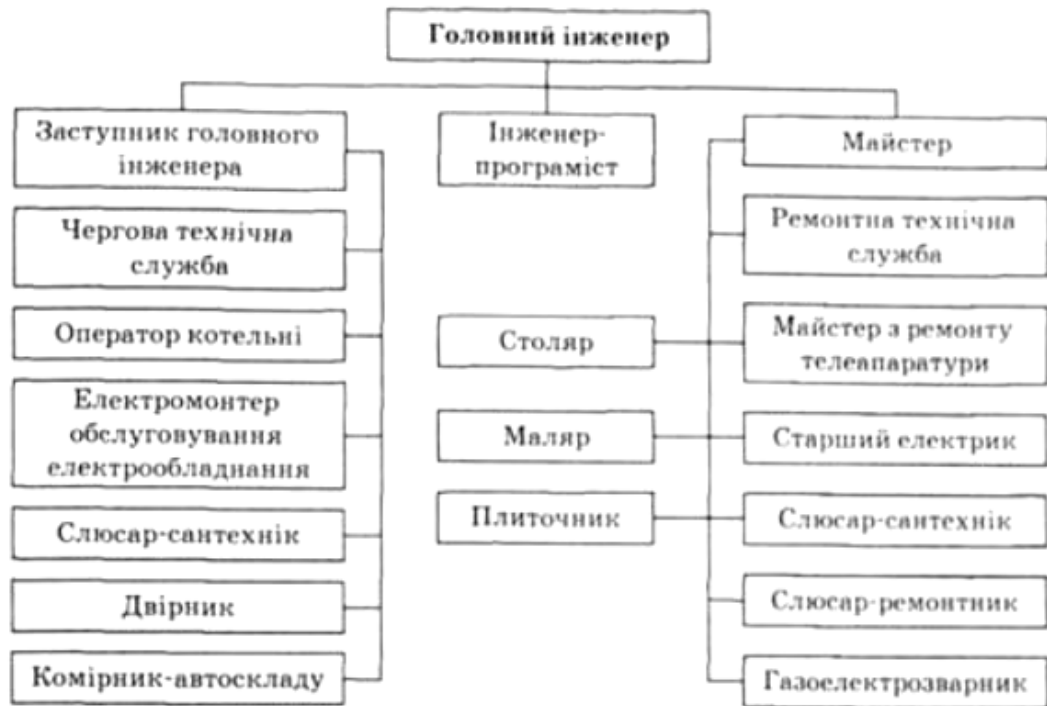 Головний інженер
Заступник головного
інженера
Інженер-
програміст
Майстер
Чергова технічна
служба
Ремонтна технічна
служба
Оператор котельні
Столяр
Майстер з ремонту
телеапаратури
Електромонтер
обслуговування
електрообладнання
Маляр
Старший електрик
Слюсар-сантехнік
Плиточник
Слюсар-сантехнік
Двірник
Слюсар-ремонтник
Комірник-автоскладу
Газоелектрозварник